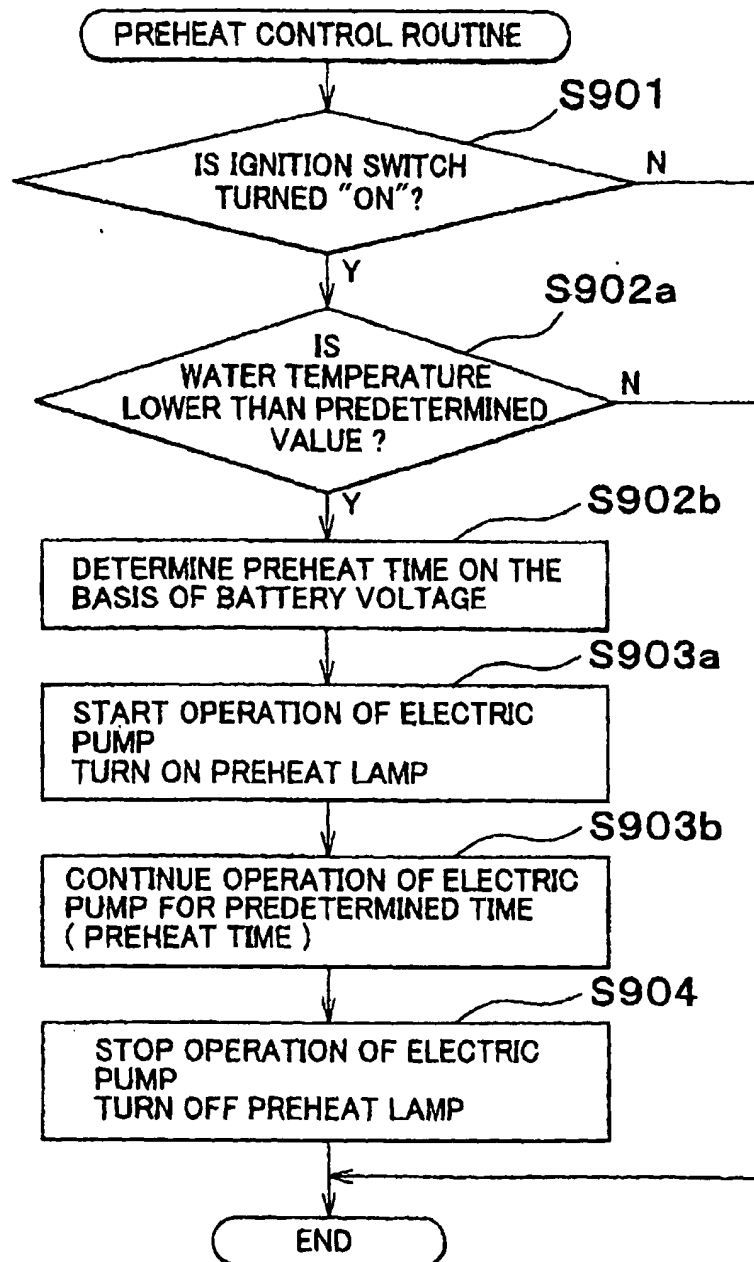 PREHEAT CONTROL ROUTINE
S901
IS IGNITION SWITCH
TURNED "ON"?
N
Y
S902a
IS
WATER TEMPERATURE
LOWER THAN PREDETERMINED
VALUE ?
N
Y
S902b
DETERMINE PREHEAT TIME ON THE
BASIS OF BATTERY VOLTAGE
S903a
START OPERATION OF ELECTRIC
PUMP
TURN ON PREHEAT LAMP
S903b
CONTINUE OPERATION OF ELECTRIC
PUMP FOR PREDETERMINED TIME
( PREHEAT TIME )
S904
STOP OPERATION OF ELECTRIC
PUMP
TURN OFF PREHEAT LAMP
END